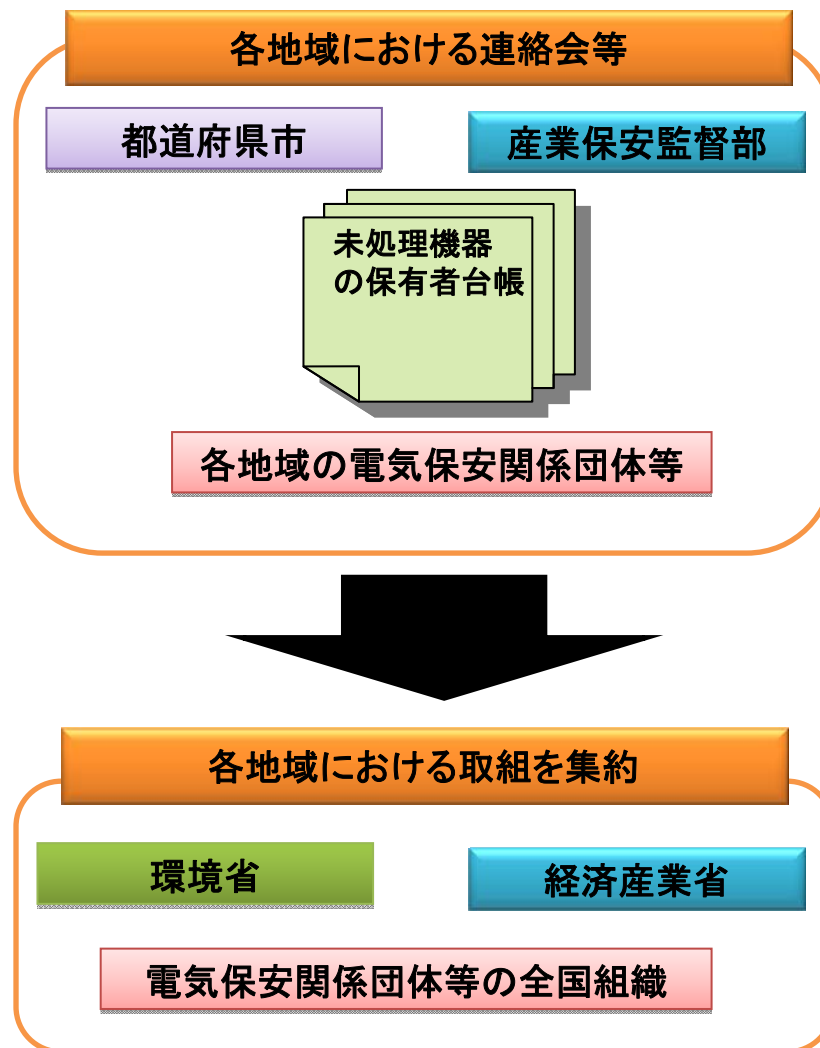 各地域における連絡会等
都道府県市
産業保安監督部
未処理機器
の保有者台帳
各地域の電気保安関係団体等
各地域における取組を集約
環境省
経済産業省
電気保安関係団体等の全国組織